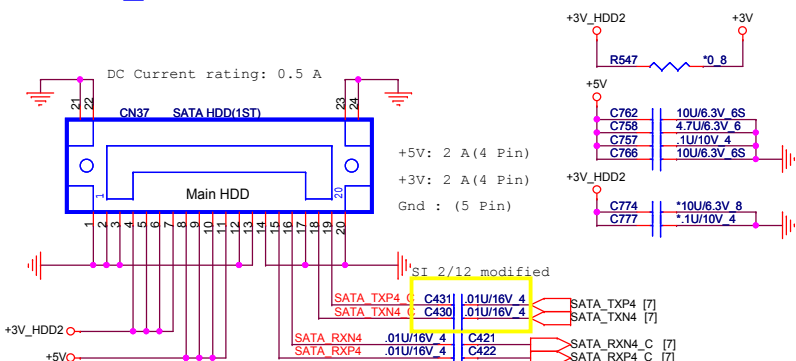 +3V_HDD2 +3V
R547 *0_8
DC Current rating: 0.5 A
+5V
21 22 23 24
CN37 SATA HDD(1ST)
C762 10U/6.3V_6S
C758 4.7U/6.3V_6
C757 .1U/10V_4
C766 10U/6.3V_6S
+5V: 2 A(4 Pin)
+3V: 2 A(4 Pin)
Gnd : (5 Pin)
+3V_HDD2
1 20
Main HDD
C774 *10U/6.3V_8
C777 *.1U/10V_4
1 2 3 4 5 6 7 8 9 10 11 12 13 14 15 16 17 18 19 20
SI 2/12 modified
SATA_TXP4_C C431 .01U/16V_4 SATA_TXP4 [7]
SATA_TXN4_C C430 .01U/16V_4 SATA_TXN4 [7]
+3V_HDD2
SATA_RXN4 .01U/16V_4 C421 SATA_RXN4_C [7]
SATA_RXP4 .01U/16V_4 C422 SATA_RXP4_C [7]
+5V